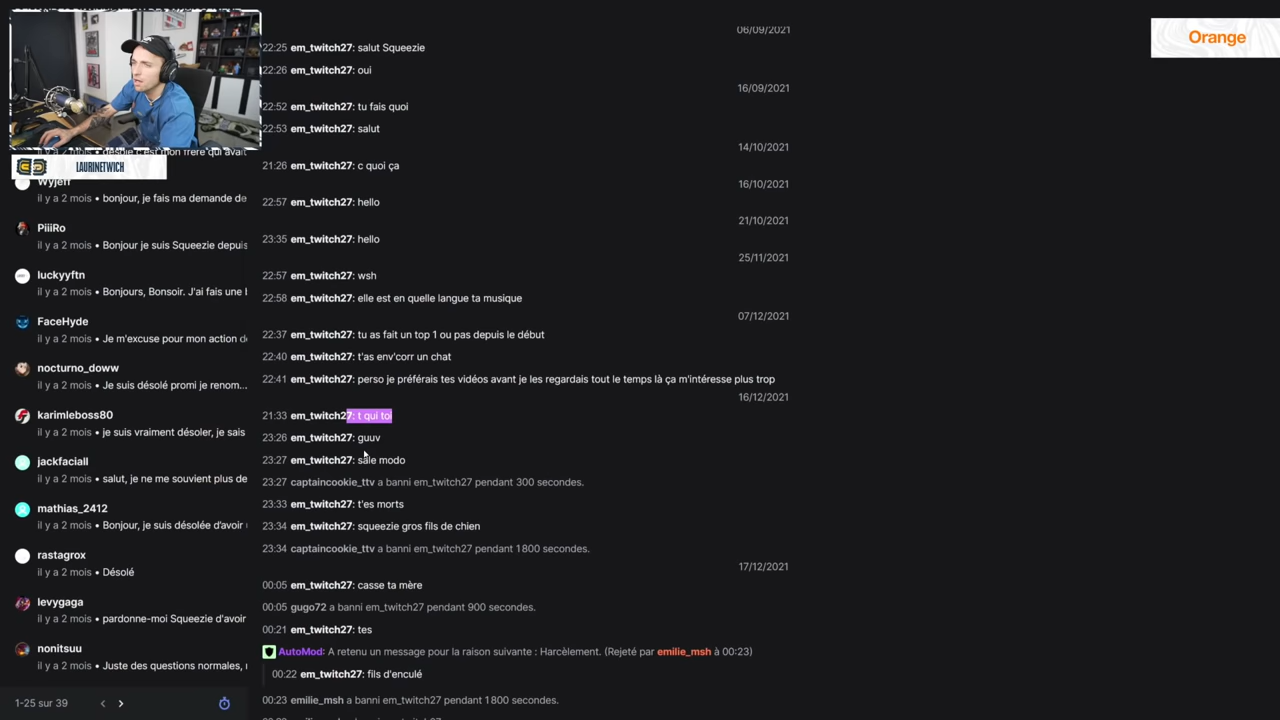 06/09/2021
22:25 em_twitch27: salut Squeezie
22:26 em_twitch27: oui
16/09/2021
22:52 em_twitch27: tu fais quoi
22:53 em_twitch27: salut
14/10/2021
21:26 em_twitch27: c quoi ça
16/10/2021
22:57 em_twitch27: hello
21/10/2021
23:35 em_twitch27: hello
25/11/2021
22:57 em_twitch27: wsh
22:58 em_twitch27: elle est en quelle langue ta musique
07/12/2021
22:37 em_twitch27: tu as fait un top 1 ou pas depuis le début
22:40 em_twitch27: t'as env'corr un chat
22:41 em_twitch27: perso je préférais tes vidéos avant je les regardais tout le temps là ça m'intéresse plus trop
16/12/2021
21:33 em_twitch27: t qui toi
23:26 em_twitch27: guuv
23:27 em_twitch27: sale modo
23:27 captaincookie_ttv a banni em_twitch27 pendant 300 secondes.
23:33 em_twitch27: t'es morts
23:34 em_twitch27: squeezie gros fils de chien
23:34 captaincookie_ttv a banni em_twitch27 pendant 1 800 secondes.
17/12/2021
00:05 em_twitch27: casse ta mère
00:05 gugo72 a banni em_twitch27 pendant 900 secondes.
00:21 em_twitch27: tes
AutoMod: A retenu un message pour la raison suivante : Harcèlement. (Rejeté par emilie_msh à 00:23)
00:22 em_twitch27: fils d'enculé
00:23 emilie_msh a banni em_twitch27 pendant 1 800 secondes.
Orange
LAURINETWICH
il y a 2 mois • désolé c'est mon frère qui avait
Wyjeff
il y a 2 mois • bonjour, je fais ma demande de
PiiiRo
il y a 2 mois • Bonjour je suis Squeezie depuis
luckyyftn
il y a 2 mois • Bonjours, Bonsoir. J'ai fais une
FaceHyde
il y a 2 mois • Je m'excuse pour mon action
nocturno_doww
il y a 2 mois • Je suis désolé promi je renom...
karimleboss80
il y a 2 mois • je suis vraiment désoler, je sais
jackfaciall
il y a 2 mois • salut, je ne me souvient plus de
mathias_2412
il y a 2 mois • Bonjour, je suis désolée d'avoir
rastagrox
il y a 2 mois • Désolé
levygaga
il y a 2 mois • pardonne-moi Squeezie d'avoir
nonitsuu
il y a 2 mois • Juste des questions normales,
1-25 sur 39